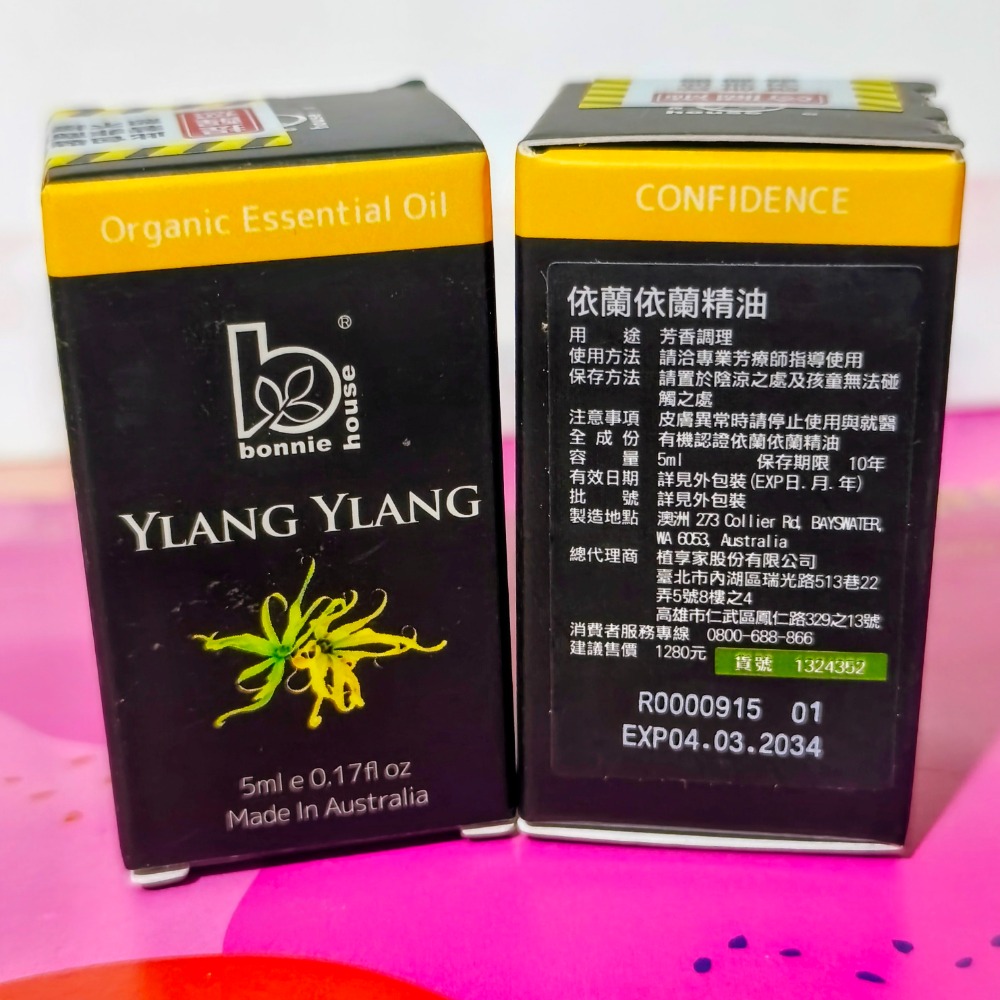 Organic Essential Oil
b
bonnie house
®
YLANG YLANG
5ml e 0.17fl oz
Made In Australia
CONFIDENCE
依蘭依蘭精油
用途 芳香調理
使用方法 請洽專業芳療師指導使用
保存方法 請置於陰涼之處及孩童無法碰
觸之處
注意事項 皮膚異常時請停止使用與就醫
全成份 有機認證依蘭依蘭精油
容量 5ml 保存期限 10年
有效日期 詳見外包裝(EXP日.月.年)
批號 詳見外包裝
製造地點 澳洲 273 Collier Rd, BAYSWATER,
WA 6053, Australia
總代理商 植享家股份有限公司
臺北市內湖區瑞光路513巷22
弄5號8樓之4
高雄市仁武區鳳仁路329之13號
消費者服務專線 0800-688-866
建議售價 1280元
貨號 1324352
R0000915 01
EXP04.03.2034